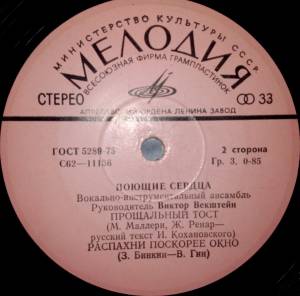 МИНИСТЕРСТВО КУЛЬТУРЫ СССР
МЕЛОДИЯ
ВСЕСОЮЗНАЯ ФИРМА ГРАМПЛАСТИНОК
СТЕРЕО
33
АПРЕЛЕВСКИЙ ОРДЕНА ЛЕНИНА ЗАВОД
ГОСТ 5289-73
2 сторона
С62—11136
Гр. 3. 0-85
ПОЮЩИЕ СЕРДЦА
Вокально-инструментальный ансамбль
Руководитель Виктор Векштейн
ПРОЩАЛЬНЫЙ ТОСТ
(М. Маллери, Ж. Ренар—
русский текст И. Кохановского)
РАСПАХНИ ПОСКОРЕЕ ОКНО
(З. Бинкин—В. Гин)